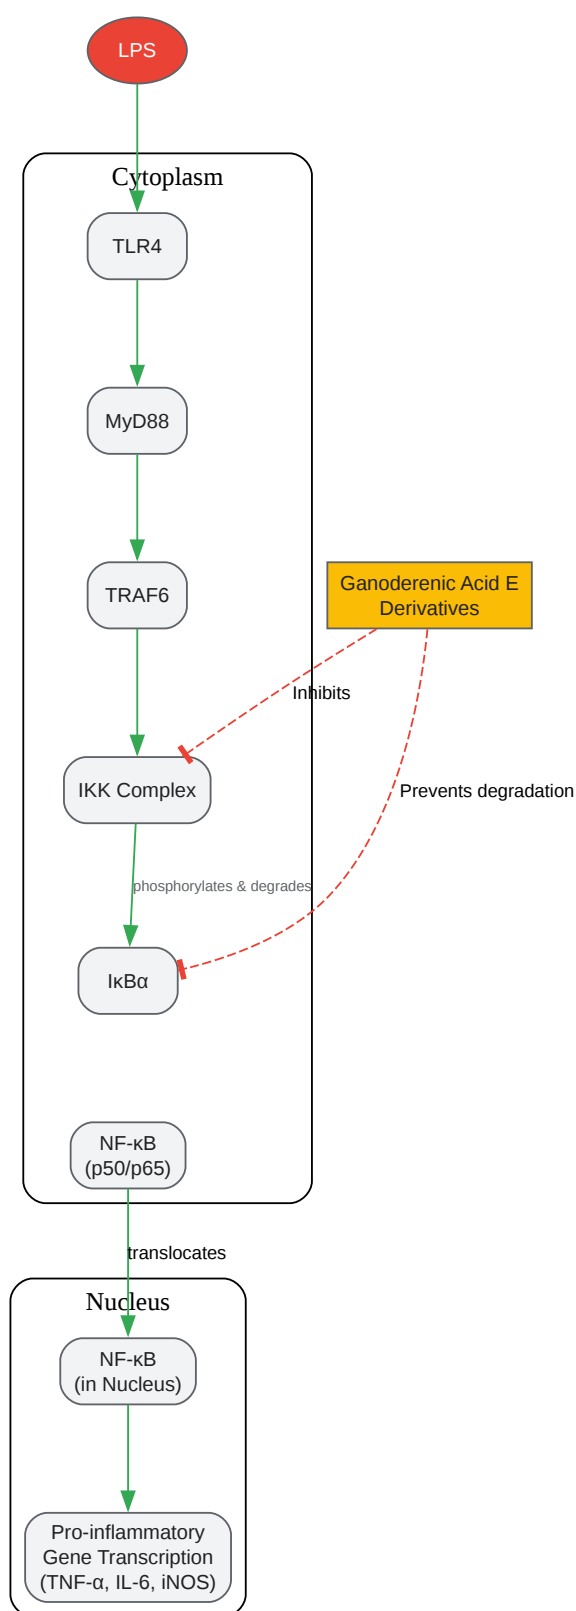 LPS
Cytoplasm
TLR4
MyD88
TRAF6
Ganoderenic Acid E
Derivatives
Inhibits
IKK Complex
Prevents degradation
phosphorylates & degrades
IκBα
NF-κB
(p50/p65)
translocates
Nucleus
NF-κB
(in Nucleus)
Pro-inflammatory
Gene Transcription
(TNF-α, IL-6, iNOS)